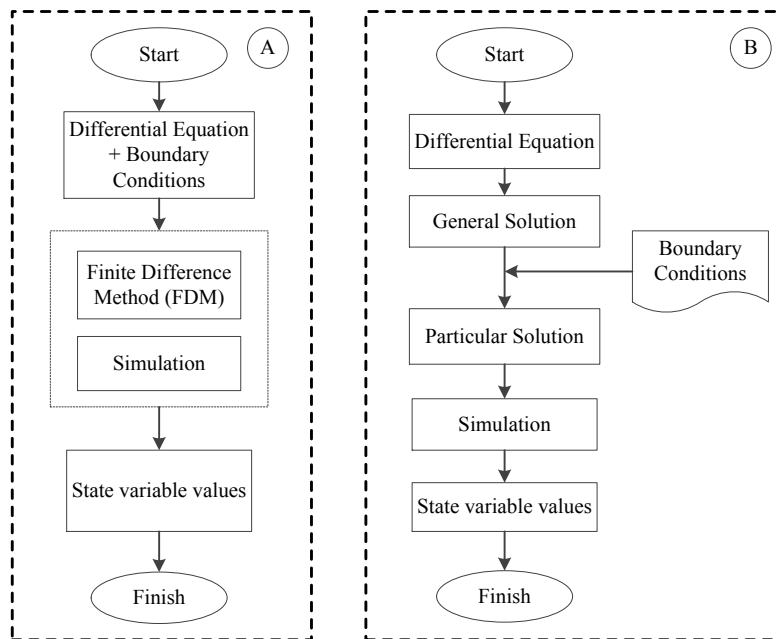 Start
A
Differential Equation
+ Boundary
Conditions
Finite Difference
Method (FDM)
Simulation
State variable values
Finish
Start
B
Differential Equation
General Solution
Boundary
Conditions
Particular Solution
Simulation
State variable values
Finish